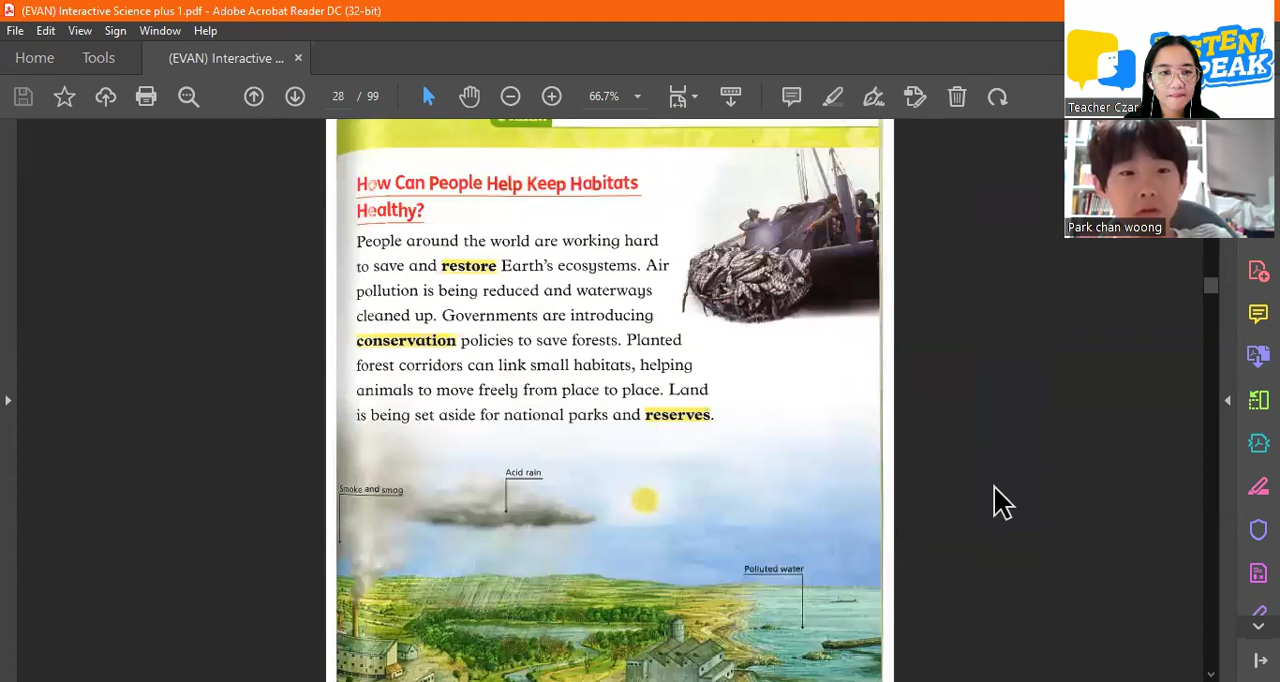 (EVAN) Interactive Science plus 1.pdf - Adobe Acrobat Reader DC (32-bit)
File Edit View Sign Window Help
Home Tools (EVAN) Interactive ... ×
28 / 99 66.7%
How Can People Help Keep Habitats
Healthy?
People around the world are working hard
to save and restore Earth's ecosystems. Air
pollution is being reduced and waterways
cleaned up. Governments are introducing
conservation policies to save forests. Planted
forest corridors can link small habitats, helping
animals to move freely from place to place. Land
is being set aside for national parks and reserves.
Acid rain
Smoke and smog
Polluted water
Teacher Czar
Park chan woong